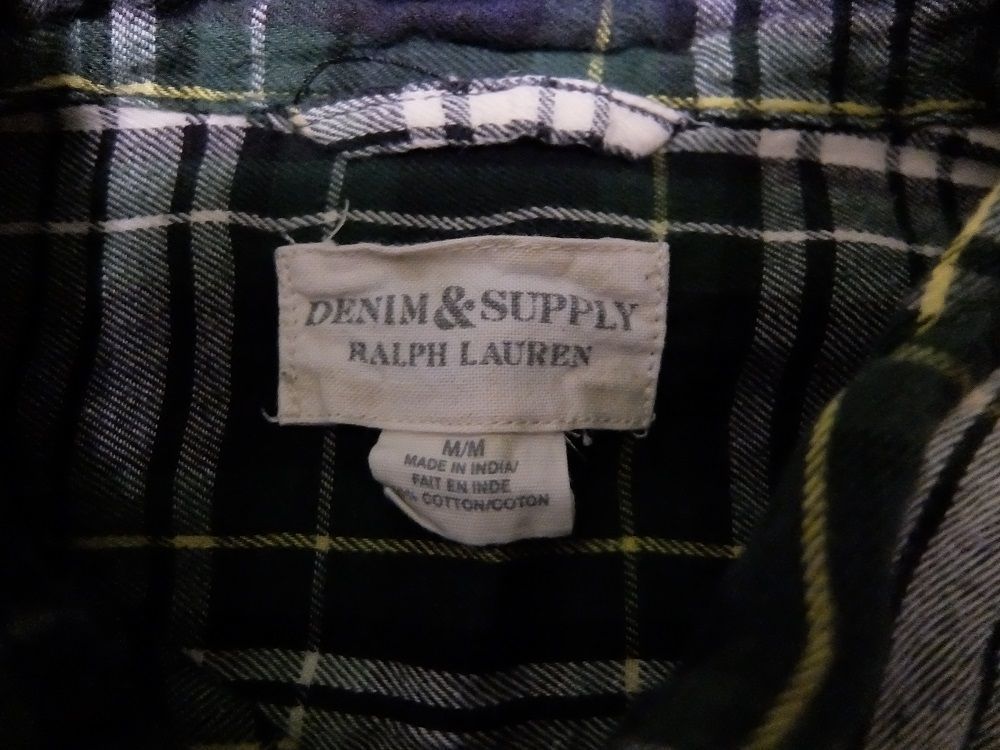 DENIM & SUPPLY
RALPH LAUREN
M/M
MADE IN INDIA/
FAIT EN INDE
% COTTON/COTON